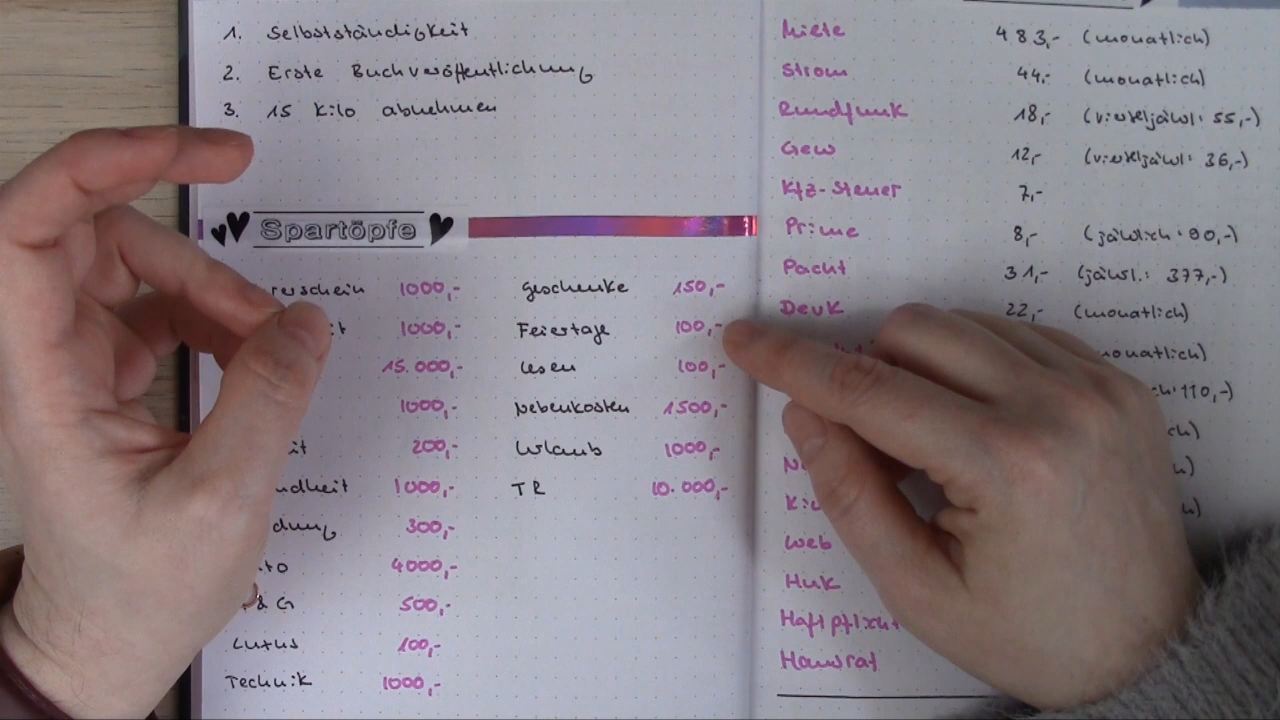 1. Selbstständigkeit
2. Erste Buchveröffentlichung
3. 15 Kilo abnehmen
Spartöpfe
1000,-
1000,-
15.000,-
1000,-
200,-
1000,-
300,-
4000,-
& G 500,-
Luxus 100,-
Technik 1000,-
Geschenke 150,-
Feiertage 100,-
Lesen 100,-
Nebenkosten 1500,-
Urlaub 1000,-
TR 10.000,-
Miete 483,- (monatlich)
Strom 44,- (monatlich)
Rundfunk 18,- (vierteljährl: 55,-)
GEW 12,- (vierteljährl: 36,-)
Kfz-Steuer 7,-
Prime 8,- (jährlich: 90,-)
Pacht 31,- (jährl.: 377,-)
DEVK 22,- (monatlich)
110,-)
Web
Huk
Haftpflicht
Hausrat